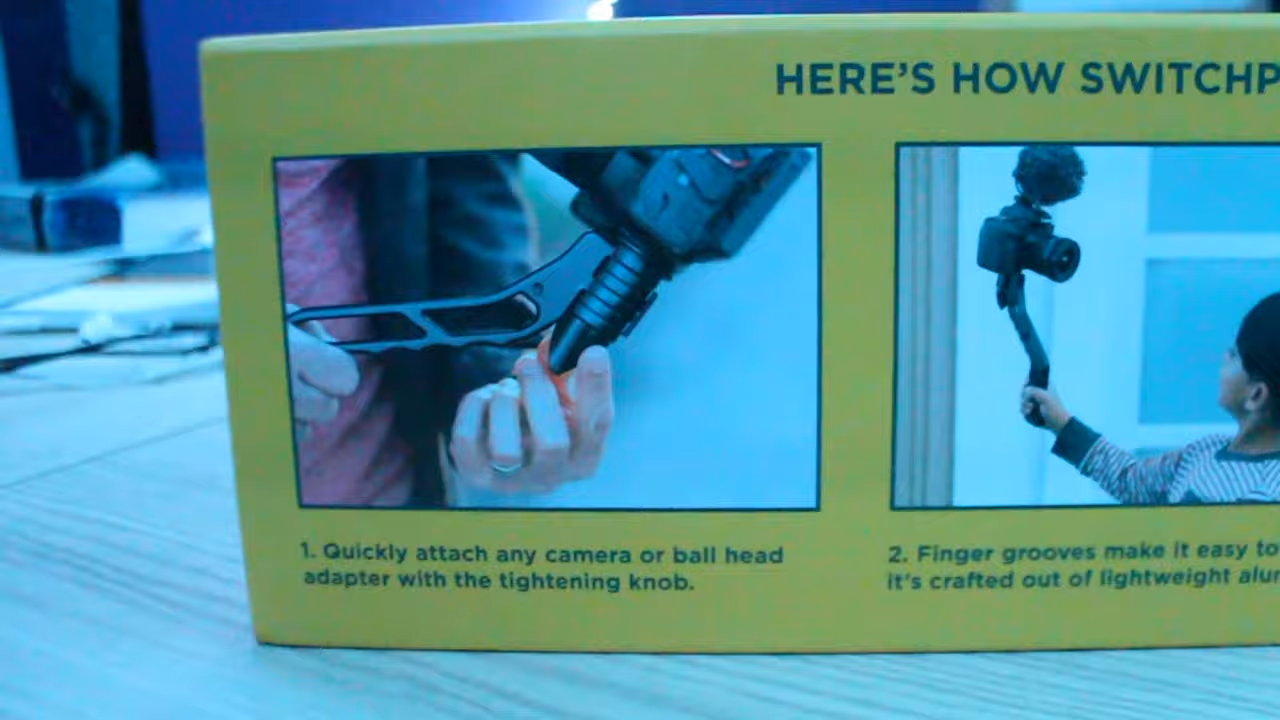 HERE'S HOW SWITCHP
1. Quickly attach any camera or ball head
adapter with the tightening knob.
2. Finger grooves make it easy to
it's crafted out of lightweight alu